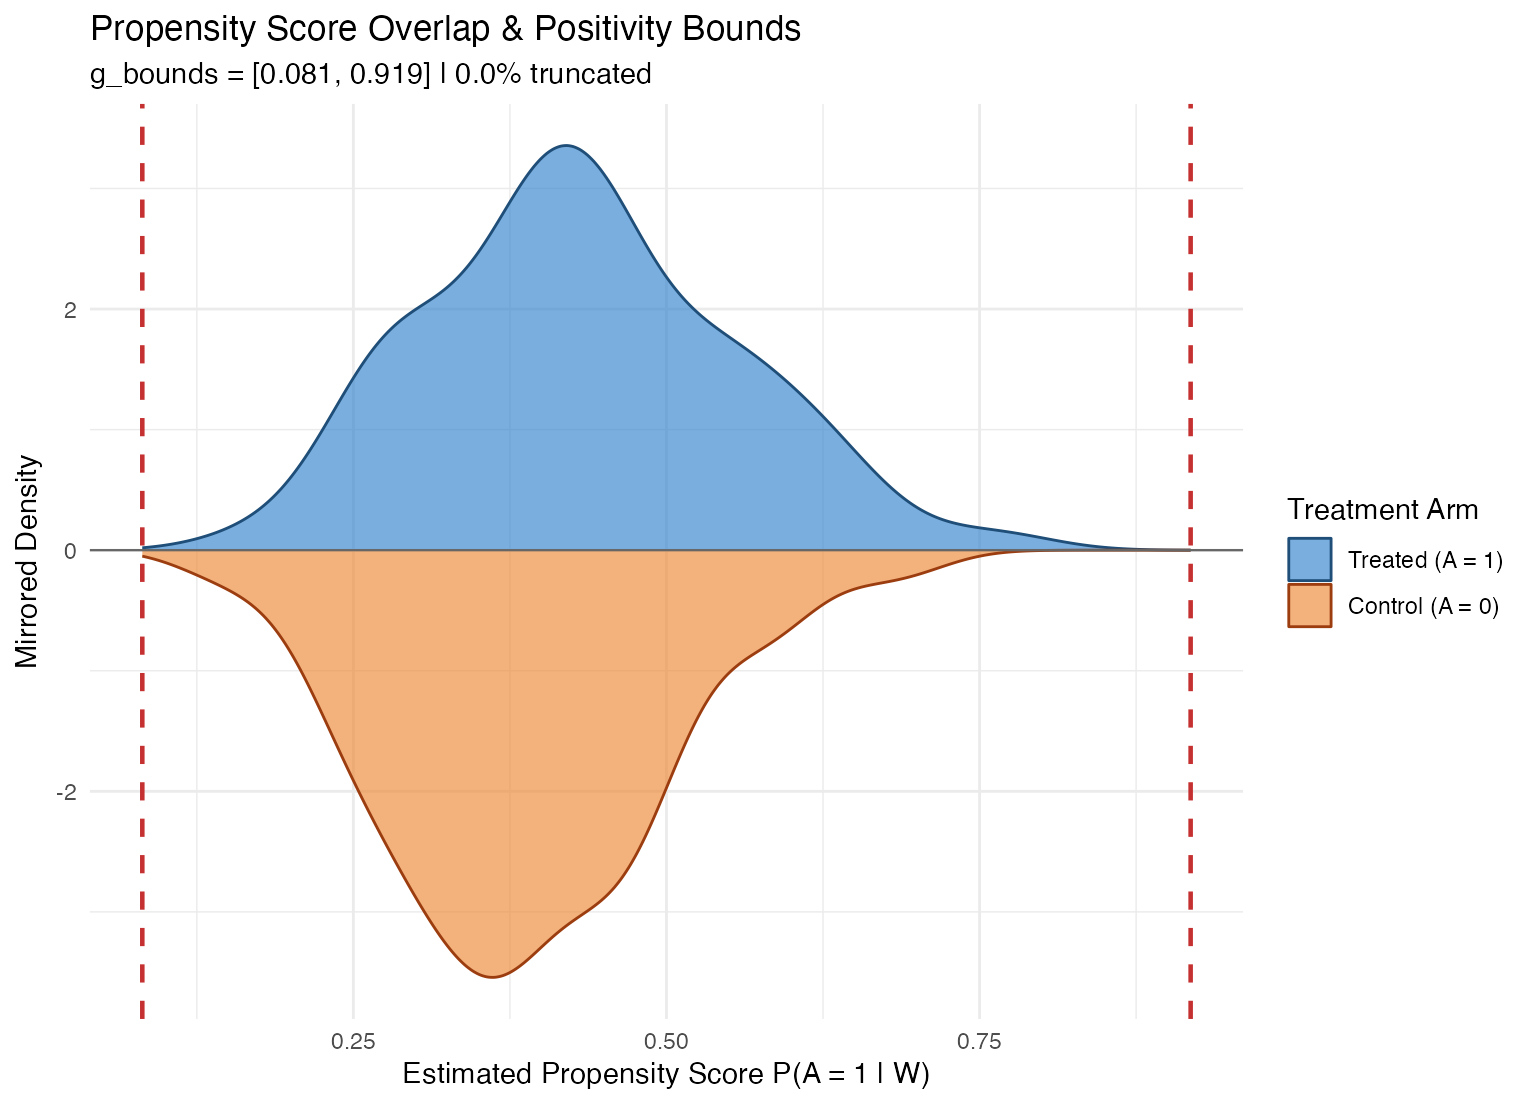 Propensity Score Overlap & Positivity Bounds
g_bounds = [0.081, 0.919] | 0.0% truncated
Mirrored Density
2
0
-2
0.25
0.50
0.75
Estimated Propensity Score P(A = 1 | W)
Treatment Arm
Treated (A = 1)
Control (A = 0)